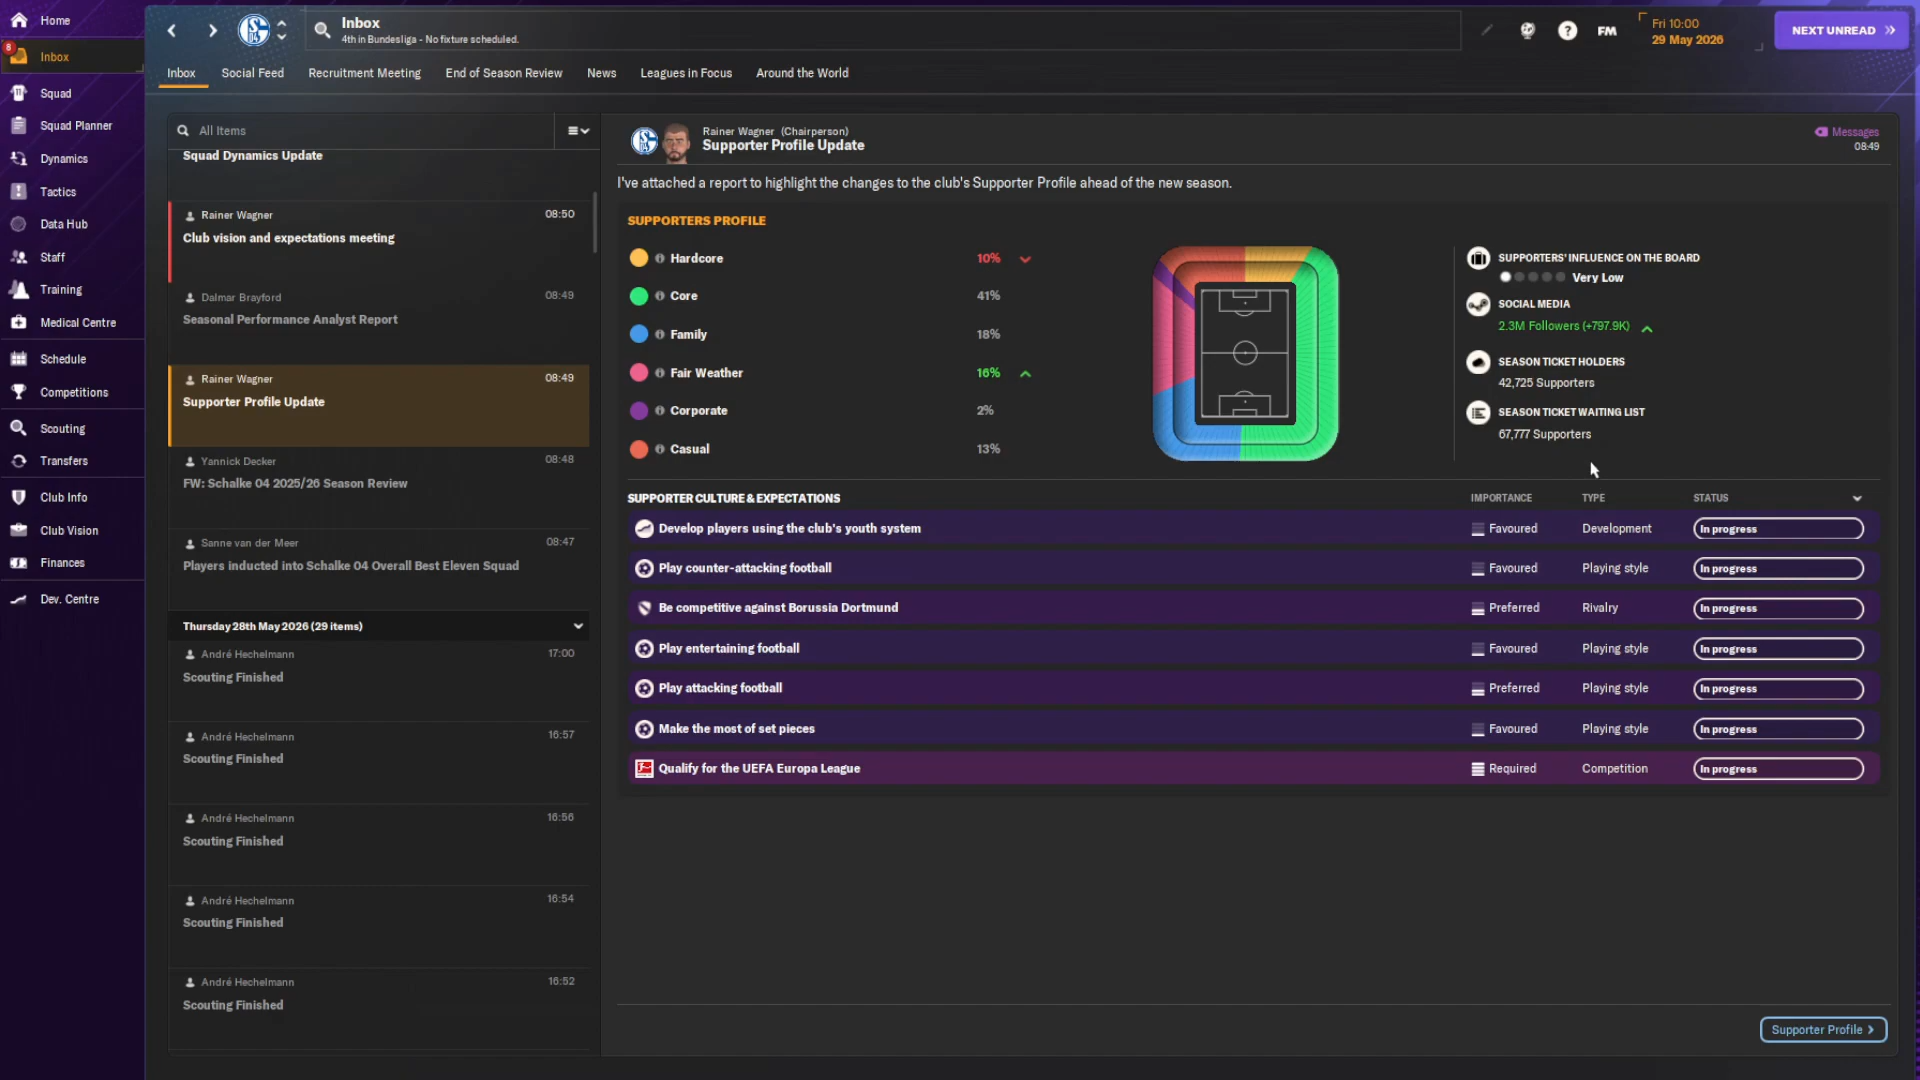 Home
8
Inbox
Squad
Squad Planner
Dynamics
Tactics
Data Hub
Staff
Training
Medical Centre
Schedule
Competitions
Scouting
Transfers
Club Info
Club Vision
Finances
Dev. Centre
Inbox
4th in Bundesliga - No fixture scheduled.
?
FM
Fri 10:00
29 May 2026
NEXT UNREAD
Inbox
Social Feed
Recruitment Meeting
End of Season Review
News
Leagues in Focus
Around the World
All Items
Squad Dynamics Update
Rainer Wagner 08:50
Club vision and expectations meeting
Dalmar Brayford 08:49
Seasonal Performance Analyst Report
Rainer Wagner 08:49
Supporter Profile Update
Yannick Decker 08:48
FW: Schalke 04 2025/26 Season Review
Sanne van der Meer 08:47
Players inducted into Schalke 04 Overall Best Eleven Squad
Thursday 28th May 2026 (29 items)
André Hechelmann 17:00
Scouting Finished
André Hechelmann 16:57
Scouting Finished
André Hechelmann 16:56
Scouting Finished
André Hechelmann 16:54
Scouting Finished
André Hechelmann 16:52
Scouting Finished
Rainer Wagner (Chairperson)
Supporter Profile Update
Messages
08:49
I've attached a report to highlight the changes to the club's Supporter Profile ahead of the new season.
SUPPORTERS PROFILE
Hardcore 10%
Core 41%
Family 18%
Fair Weather 16%
Corporate 2%
Casual 13%
SUPPORTERS' INFLUENCE ON THE BOARD
Very Low
SOCIAL MEDIA
2.3M Followers (+797.9K)
SEASON TICKET HOLDERS
42,725 Supporters
SEASON TICKET WAITING LIST
67,777 Supporters
SUPPORTER CULTURE & EXPECTATIONS IMPORTANCE TYPE STATUS
Develop players using the club's youth system Favoured Development In progress
Play counter-attacking football Favoured Playing style In progress
Be competitive against Borussia Dortmund Preferred Rivalry In progress
Play entertaining football Favoured Playing style In progress
Play attacking football Preferred Playing style In progress
Make the most of set pieces Favoured Playing style In progress
Qualify for the UEFA Europa League Required Competition In progress
Supporter Profile